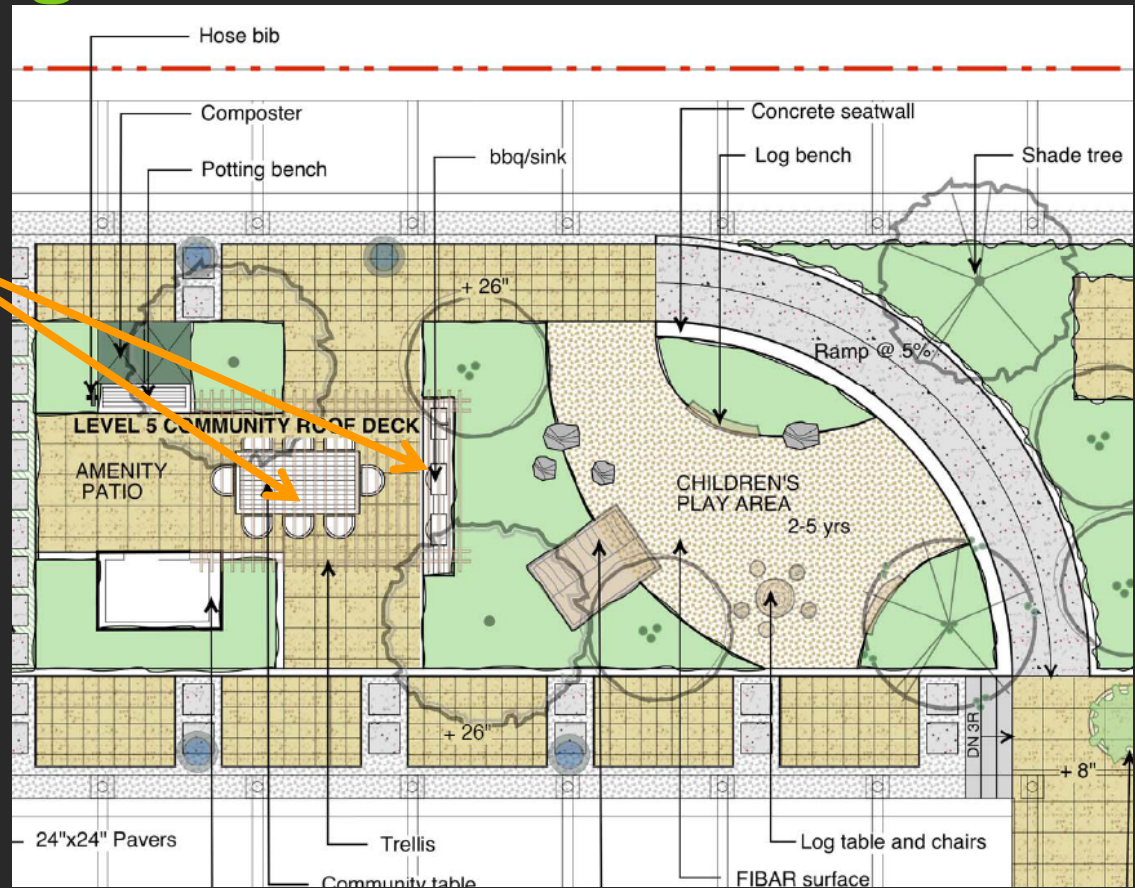 Hose bib
Composter
Concrete seatwall
bbq/sink
Log bench
Shade tree
Potting bench
+ 26"
Ramp @ 5%
LEVEL 5 COMMUNITY ROOF DECK
AMENITY
PATIO
CHILDREN'S
PLAY AREA
2-5 yrs
+ 26"
DN 3R
+ 8"
24"x24" Pavers
Trellis
Log table and chairs
Community table
FIBAR surface